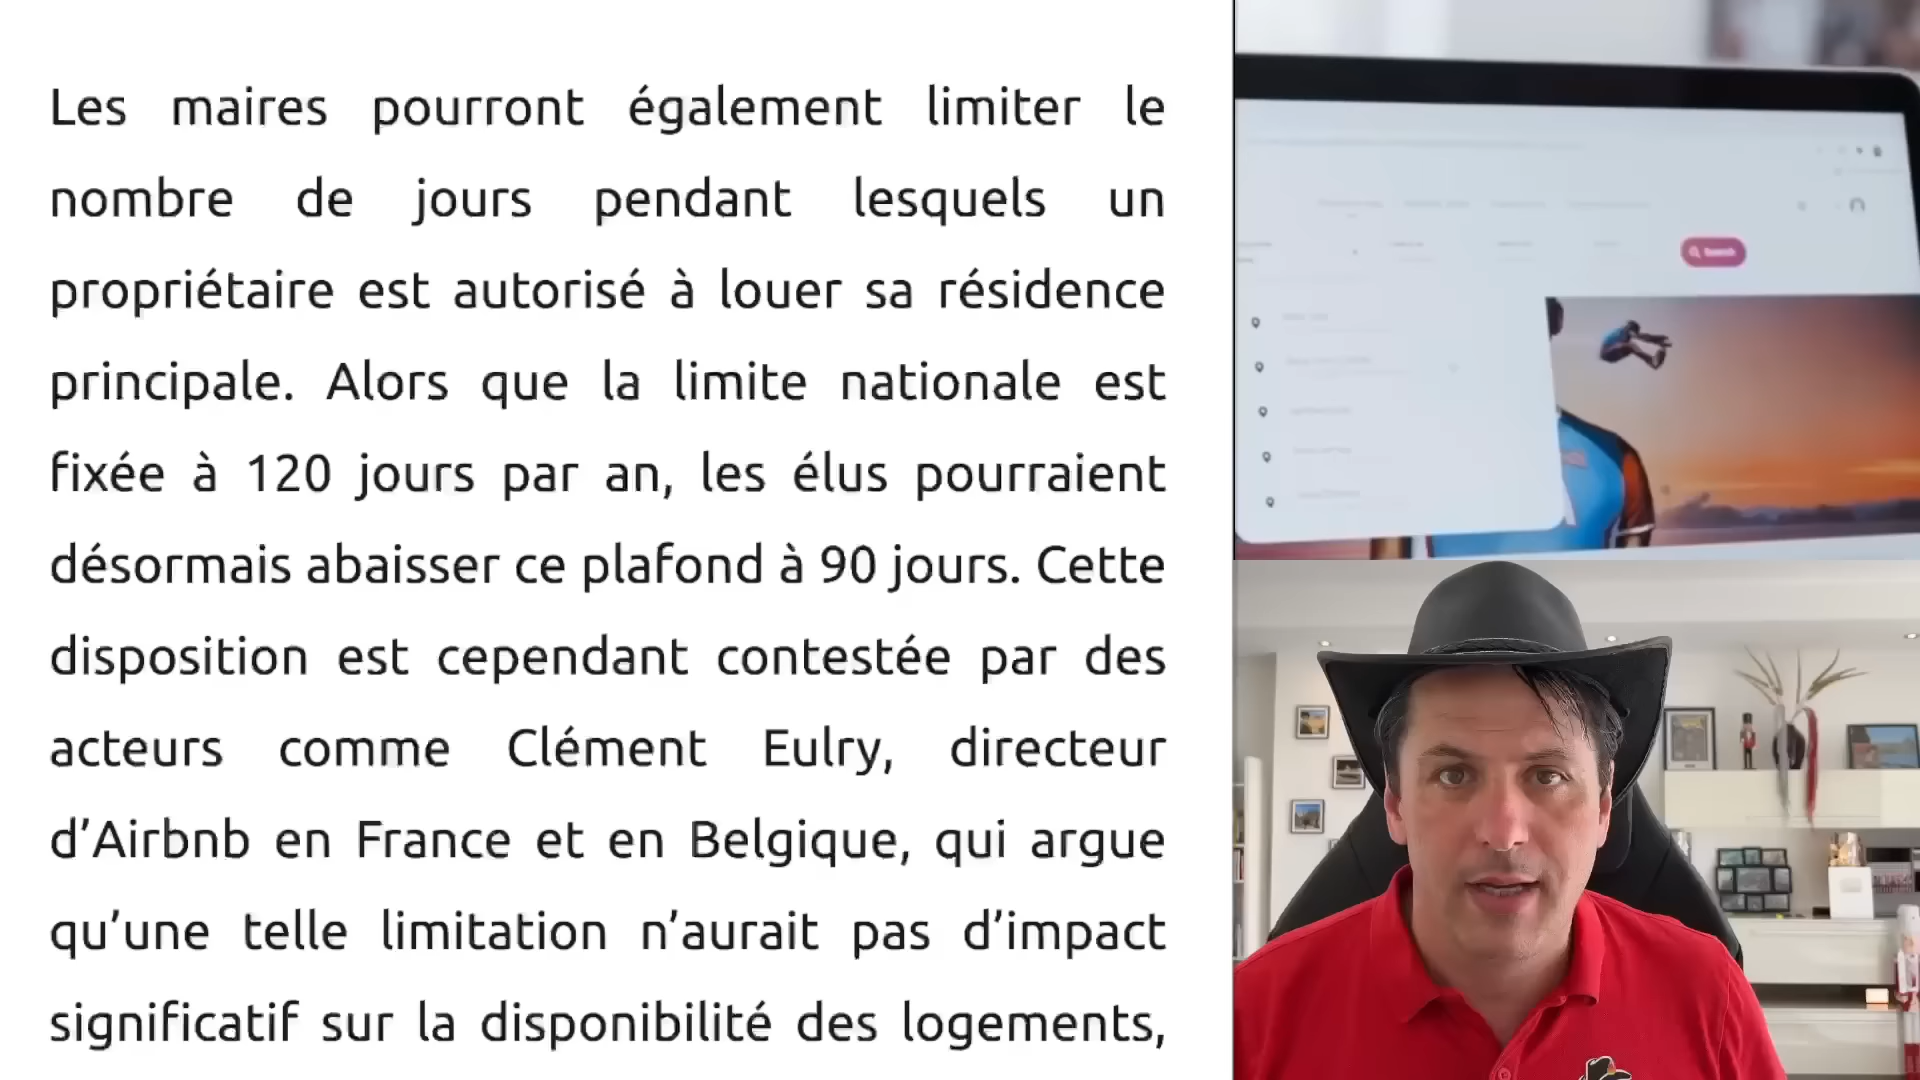 Les maires pourront également limiter le
nombre de jours pendant lesquels un
propriétaire est autorisé à louer sa résidence
principale. Alors que la limite nationale est
fixée à 120 jours par an, les élus pourraient
désormais abaisser ce plafond à 90 jours. Cette
disposition est cependant contestée par des
acteurs comme Clément Eulry, directeur
d’Airbnb en France et en Belgique, qui argue
qu’une telle limitation n’aurait pas d’impact
significatif sur la disponibilité des logements,
Search